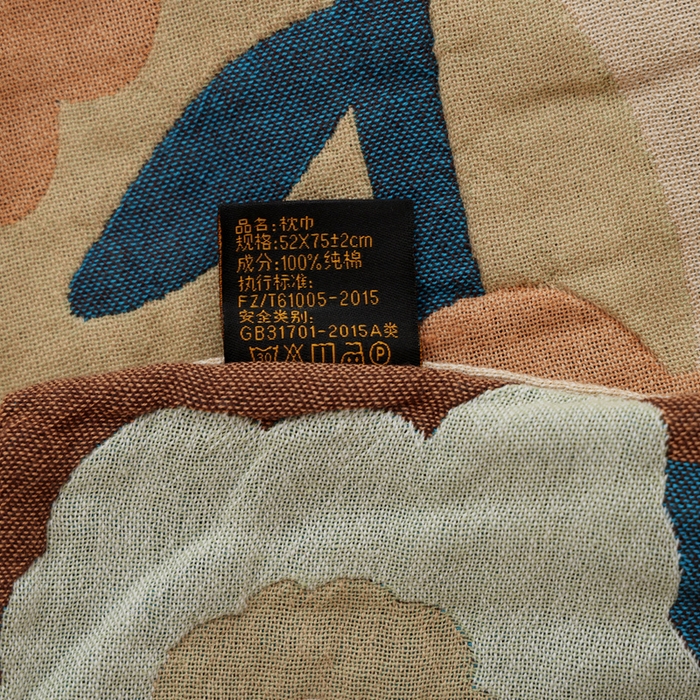 品名:枕巾
规格:52X75±2cm
成分:100%纯棉
执行标准:
FZ/T61005-2015
安全类别:
GB31701-2015A类